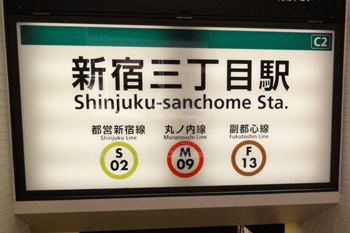 C2
新宿三丁目駅
Shinjuku-sanchome Sta.
都営新宿線 丸ノ内線 副都心線
Shinjuku Line Marunouchi Line Fukutoshin Line
S M F
02 09 13